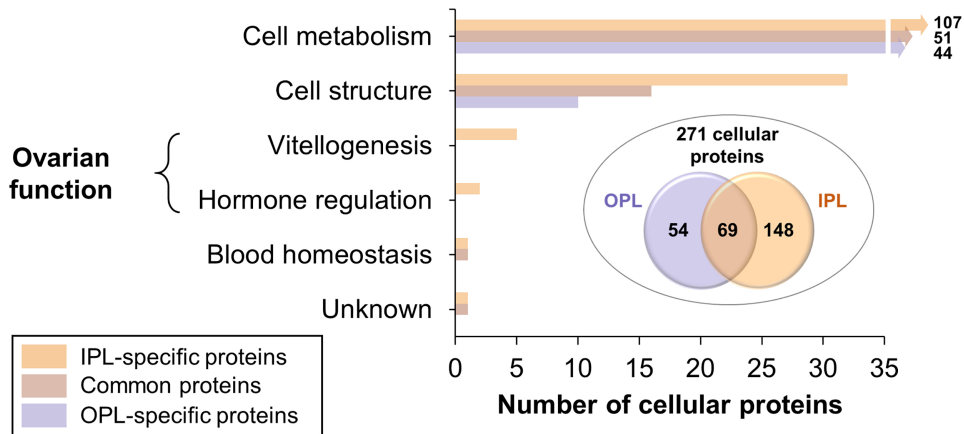 Cell metabolism
107
51
44
Cell structure
Ovarian
function
Vitellogenesis
Hormone regulation
Blood homeostasis
Unknown
271 cellular
proteins
OPL
IPL
54
69
148
IPL-specific proteins
Common proteins
OPL-specific proteins
0 5 10 15 20 25 30 35
Number of cellular proteins